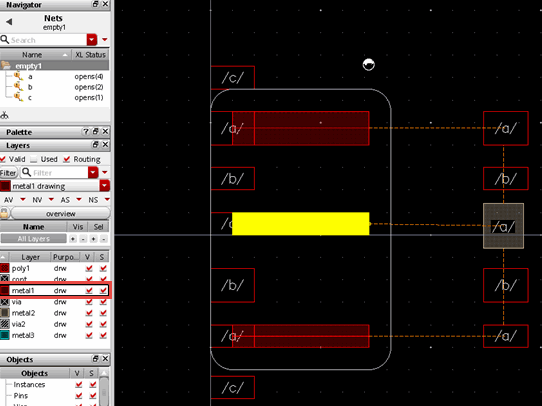 Navigator
Nets
empty1
Search
Name XL Status
empty1
a opens(4)
b opens(2)
c opens(1)
Palette
Layers
Valid Used Routing
Filter Filter
metal1 drawing
AV NV AS NS
overview
Name Vis Sel
All Layers
Layer Purpo.. V S
poly1 drw
cont
metal1 drw
via drw
metal2 drw
via2 drw
metal3 drw
Objects
Objects V S
Instances
Pins
/c/
/a/ /a/
/b/ /b/
/a/
/b/ /b/
/a/ /a/
/c/